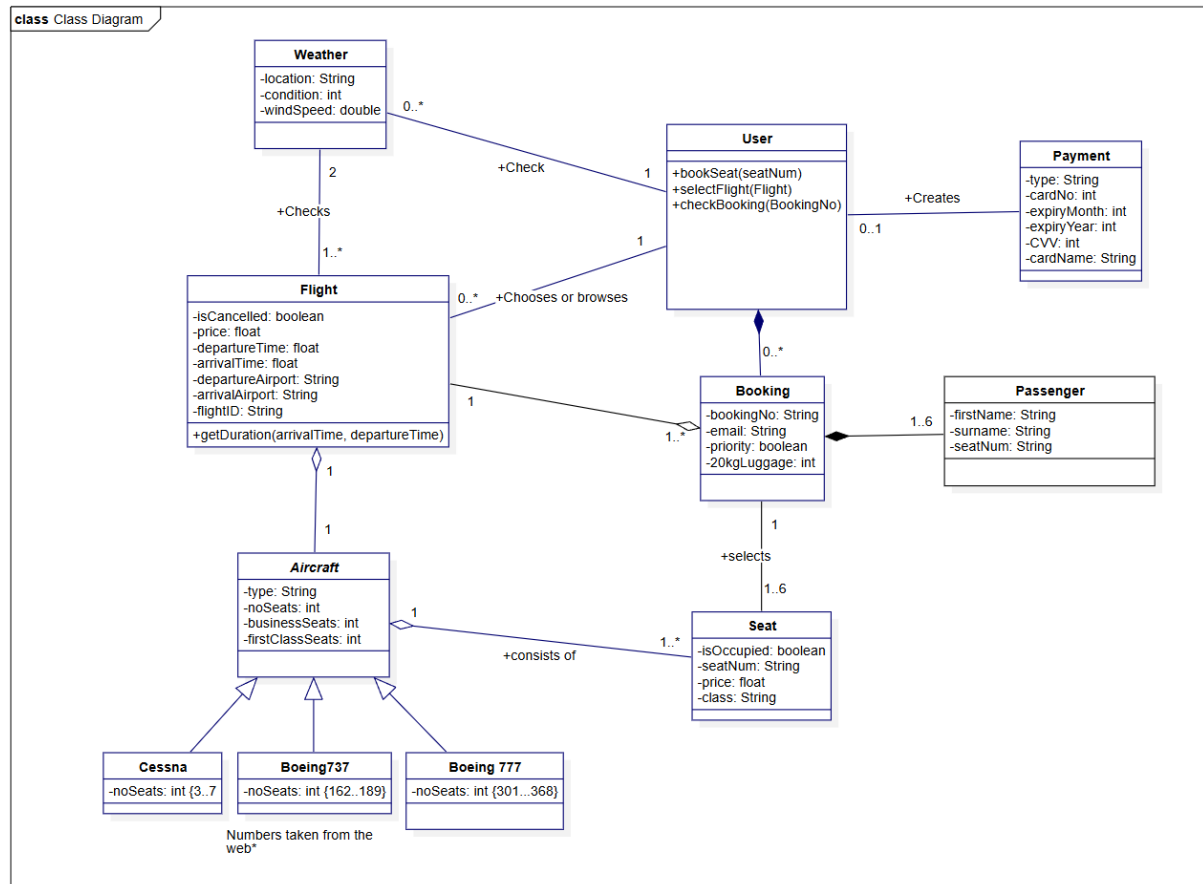 class Class Diagram
Weather
-location: String
-condition: int
-windSpeed: double
0..*
+Check
1
2
+Checks
1..*
User
+bookSeat(seatNum)
+selectFlight(Flight)
+checkBooking(BookingNo)
+Creates
0..1
Payment
-type: String
-cardNo: int
-expiryMonth: int
-expiryYear: int
-CVV: int
-cardName: String
1
0..*
+Chooses or browses
Flight
-isCancelled: boolean
-price: float
-departureTime: float
-arrivalTime: float
-departureAirport: String
-arrivalAirport: String
-flightID: String
+getDuration(arrivalTime, departureTime)
0..*
1
1..*
Booking
-bookingNo: String
-email: String
-priority: boolean
-20kgLuggage: int
1..6
Passenger
-firstName: String
-surname: String
-seatNum: String
1
1
1
+selects
1..6
Aircraft
-type: String
-noSeats: int
-businessSeats: int
-firstClassSeats: int
1
+consists of
1..*
Seat
-isOccupied: boolean
-seatNum: String
-price: float
-class: String
Cessna
-noSeats: int {3..7
Boeing737
-noSeats: int {162..189}
Boeing 777
-noSeats: int {301...368}
Numbers taken from the
web*